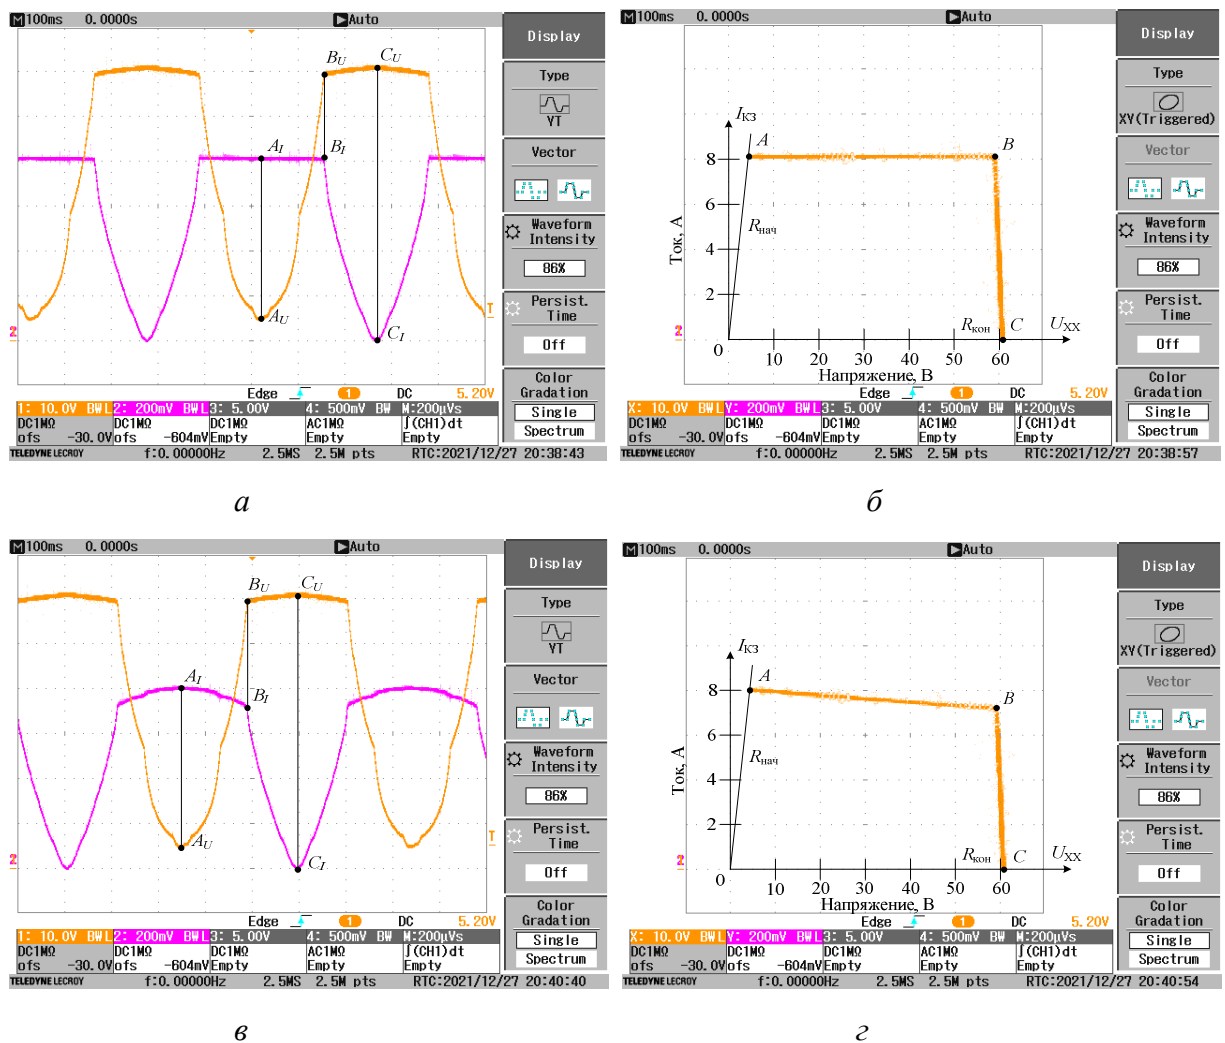 M 100ms 0.0000s Auto
Display
Type
YT
Vector
Waveform
Intensity
86%
Persist.
Time
Off
Color
Gradation
Single
Spectrum
B_U C_U
A_I B_I
A_U C_I
T
2
Edge 1 DC 5.20V
1: 10.0V BWL 2: 200mV BWL 3: 5.00V 4: 500mV BW M:200μVs
DC1MΩ DC1MΩ DC1MΩ AC1MΩ ∫(CH1)dt
ofs -30.0V ofs -604mV Empty Empty Empty
TELEDYNE LECROY f:0.00000Hz 2.5MS 2.5M pts RTC:2021/12/27 20:38:43
а
M 100ms 0.0000s Auto
Display
Type
XY(Triggered)
Vector
Waveform
Intensity
86%
Persist.
Time
Off
Color
Gradation
Single
Spectrum
I_КЗ
A B
8
6
R_нач
4
2
Ток, А
R_кон C U_ХХ
0 10 20 30 40 50 60
Напряжение, В
2
Edge 1 DC 5.20V
X: 10.0V BWL Y: 200mV BWL 3: 5.00V 4: 500mV BW M:200μVs
DC1MΩ DC1MΩ DC1MΩ AC1MΩ ∫(CH1)dt
ofs -30.0V ofs -604mV Empty Empty Empty
TELEDYNE LECROY f:0.00000Hz 2.5MS 2.5M pts RTC:2021/12/27 20:38:57
б
M 100ms 0.0000s Auto
Display
Type
YT
Vector
Waveform
Intensity
86%
Persist.
Time
Off
Color
Gradation
Single
Spectrum
B_U C_U
A_I B_I
A_U C_I
T
2
Edge 1 DC 5.20V
1: 10.0V BWL 2: 200mV BWL 3: 5.00V 4: 500mV BW M:200μVs
DC1MΩ DC1MΩ DC1MΩ AC1MΩ ∫(CH1)dt
ofs -30.0V ofs -604mV Empty Empty Empty
TELEDYNE LECROY f:0.00000Hz 2.5MS 2.5M pts RTC:2021/12/27 20:40:40
в
M 100ms 0.0000s Auto
Display
Type
XY(Triggered)
Vector
Waveform
Intensity
86%
Persist.
Time
Off
Color
Gradation
Single
Spectrum
I_КЗ
A B
8
6
R_нач
4
2
Ток, А
R_кон C U_ХХ
0 10 20 30 40 50 60
Напряжение, В
2
Edge 1 DC 5.20V
X: 10.0V BWL Y: 200mV BWL 3: 5.00V 4: 500mV BW M:200μVs
DC1MΩ DC1MΩ DC1MΩ AC1MΩ ∫(CH1)dt
ofs -30.0V ofs -604mV Empty Empty Empty
TELEDYNE LECROY f:0.00000Hz 2.5MS 2.5M pts RTC:2021/12/27 20:40:54
г